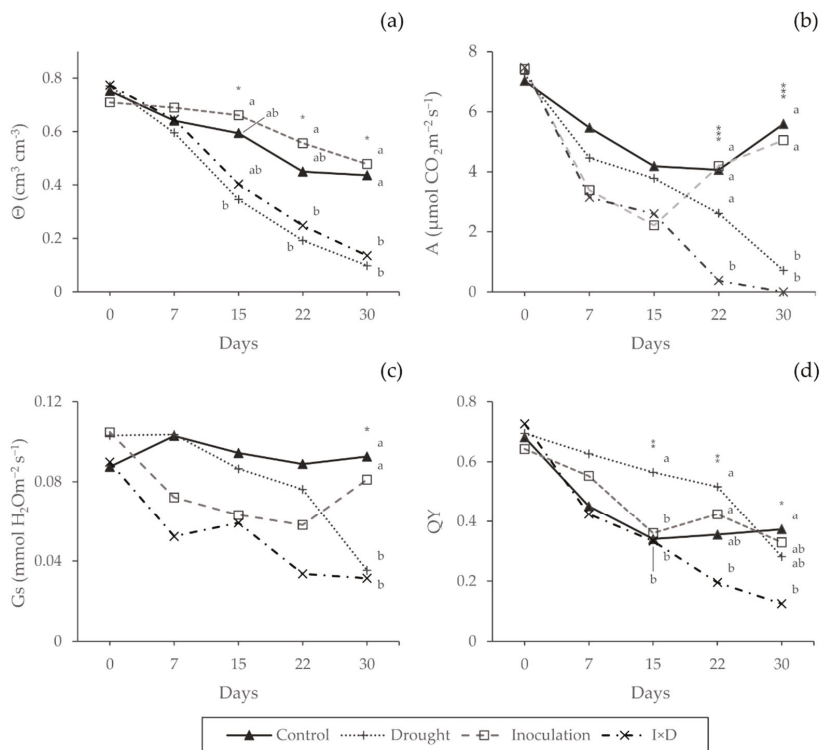 (a)
Θ (cm³ cm⁻³)
0.8
0.6
0.4
0.2
0
*
a
ab
ab
b
*
a
ab
b
b
*
a
a
b
b
0 7 15 22 30
Days
(b)
A (µmol CO₂m⁻² s⁻¹)
8
6
4
2
0
***
a
a
a
b
***
a
a
b
b
0 7 15 22 30
Days
(c)
Gs (mmol H₂Om⁻² s⁻¹)
0.12
0.08
0.04
0
*
a
a
b
b
0 7 15 22 30
Days
(d)
QY
0.8
0.6
0.4
0.2
0
**
a
b
b
**
a
a
ab
b
*
a
ab
ab
b
0 7 15 22 30
Days
Control Drought Inoculation I×D